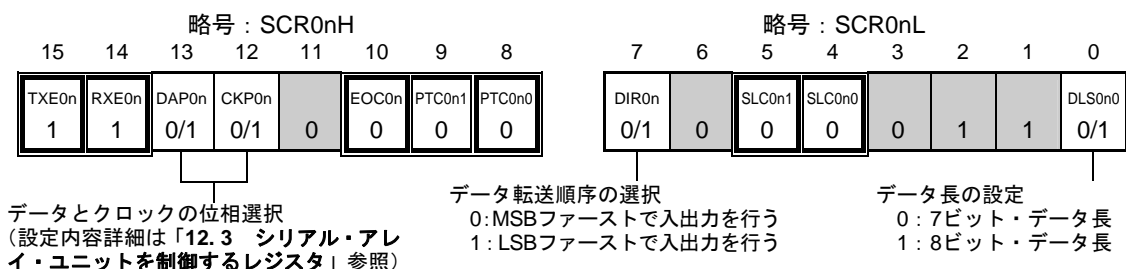 略号：SCR0nH
略号：SCR0nL
15 14 13 12 11 10 9 8
7 6 5 4 3 2 1 0
TXE0n RXE0n DAP0n CKP0n EOC0n PTC0n1 PTC0n0
1 1 0/1 0/1 0 0 0 0
DIR0n SLC0n1 SLC0n0 DLS0n0
0/1 0 0 0 0 1 1 0/1
データとクロックの位相選択
（設定内容詳細は「12. 3 シリアル・アレ
イ・ユニットを制御するレジスタ」参照）
データ転送順序の選択
0：MSBファーストで入出力を行う
1：LSBファーストで入出力を行う
データ長の設定
0：7ビット・データ長
1：8ビット・データ長